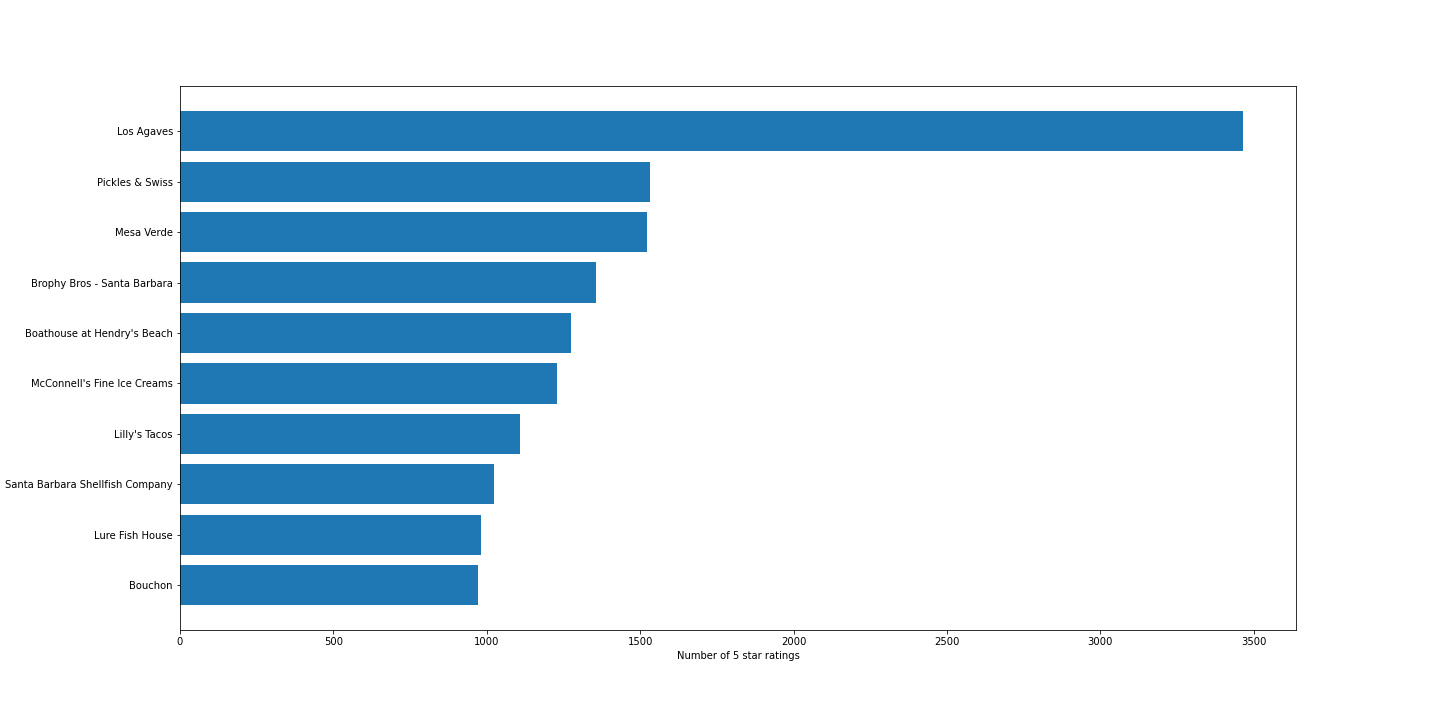 Los Agaves
Pickles & Swiss
Mesa Verde
Brophy Bros - Santa Barbara
Boathouse at Hendry's Beach
McConnell's Fine Ice Creams
Lilly's Tacos
Santa Barbara Shellfish Company
Lure Fish House
Bouchon
0 500 1000 1500 2000 2500 3000 3500
Number of 5 star ratings